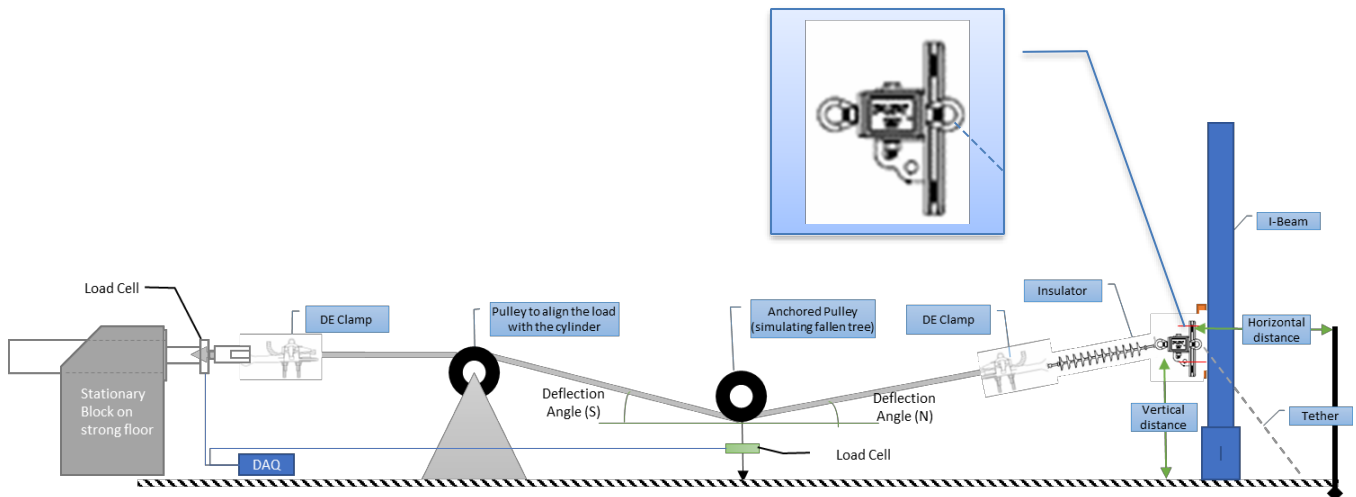 Load Cell
DE Clamp
Pulley to align the load
with the cylinder
Anchored Pulley
(simulating fallen tree)
DE Clamp
Insulator
I-Beam
Horizontal
distance
Stationary
Block on
strong floor
Deflection
Angle (S)
Deflection
Angle (N)
Vertical
distance
Tether
Load Cell
DAQ